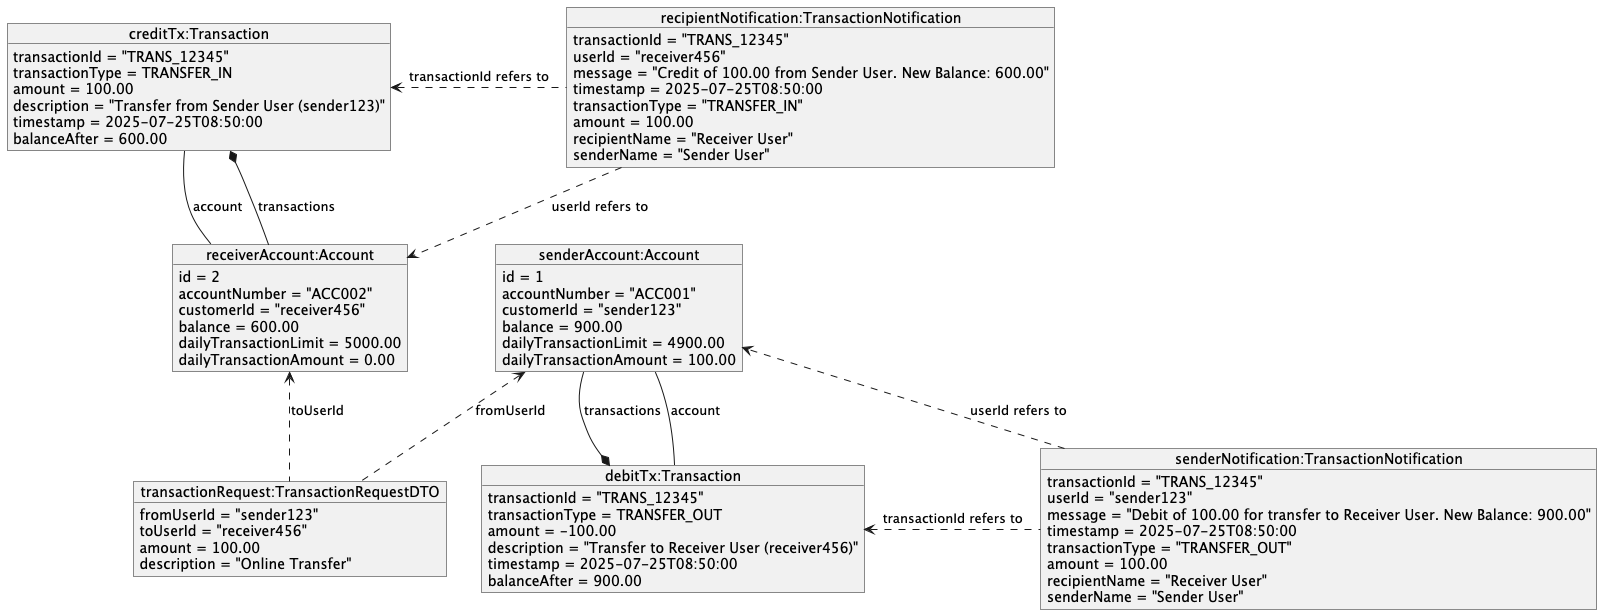 creditTx:Transaction
transactionId = "TRANS_12345"
transactionType = TRANSFER_IN
amount = 100.00
description = "Transfer from Sender User (sender123)"
timestamp = 2025-07-25T08:50:00
balanceAfter = 600.00
transactionId refers to
recipientNotification:TransactionNotification
transactionId = "TRANS_12345"
userId = "receiver456"
message = "Credit of 100.00 from Sender User. New Balance: 600.00"
timestamp = 2025-07-25T08:50:00
transactionType = "TRANSFER_IN"
amount = 100.00
recipientName = "Receiver User"
senderName = "Sender User"
account
transactions
userId refers to
receiverAccount:Account
id = 2
accountNumber = "ACC002"
customerId = "receiver456"
balance = 600.00
dailyTransactionLimit = 5000.00
dailyTransactionAmount = 0.00
senderAccount:Account
id = 1
accountNumber = "ACC001"
customerId = "sender123"
balance = 900.00
dailyTransactionLimit = 4900.00
dailyTransactionAmount = 100.00
toUserId
fromUserId
transactions
account
userId refers to
transactionRequest:TransactionRequestDTO
fromUserId = "sender123"
toUserId = "receiver456"
amount = 100.00
description = "Online Transfer"
debitTx:Transaction
transactionId = "TRANS_12345"
transactionType = TRANSFER_OUT
amount = -100.00
description = "Transfer to Receiver User (receiver456)"
timestamp = 2025-07-25T08:50:00
balanceAfter = 900.00
transactionId refers to
senderNotification:TransactionNotification
transactionId = "TRANS_12345"
userId = "sender123"
message = "Debit of 100.00 for transfer to Receiver User. New Balance: 900.00"
timestamp = 2025-07-25T08:50:00
transactionType = "TRANSFER_OUT"
amount = 100.00
recipientName = "Receiver User"
senderName = "Sender User"